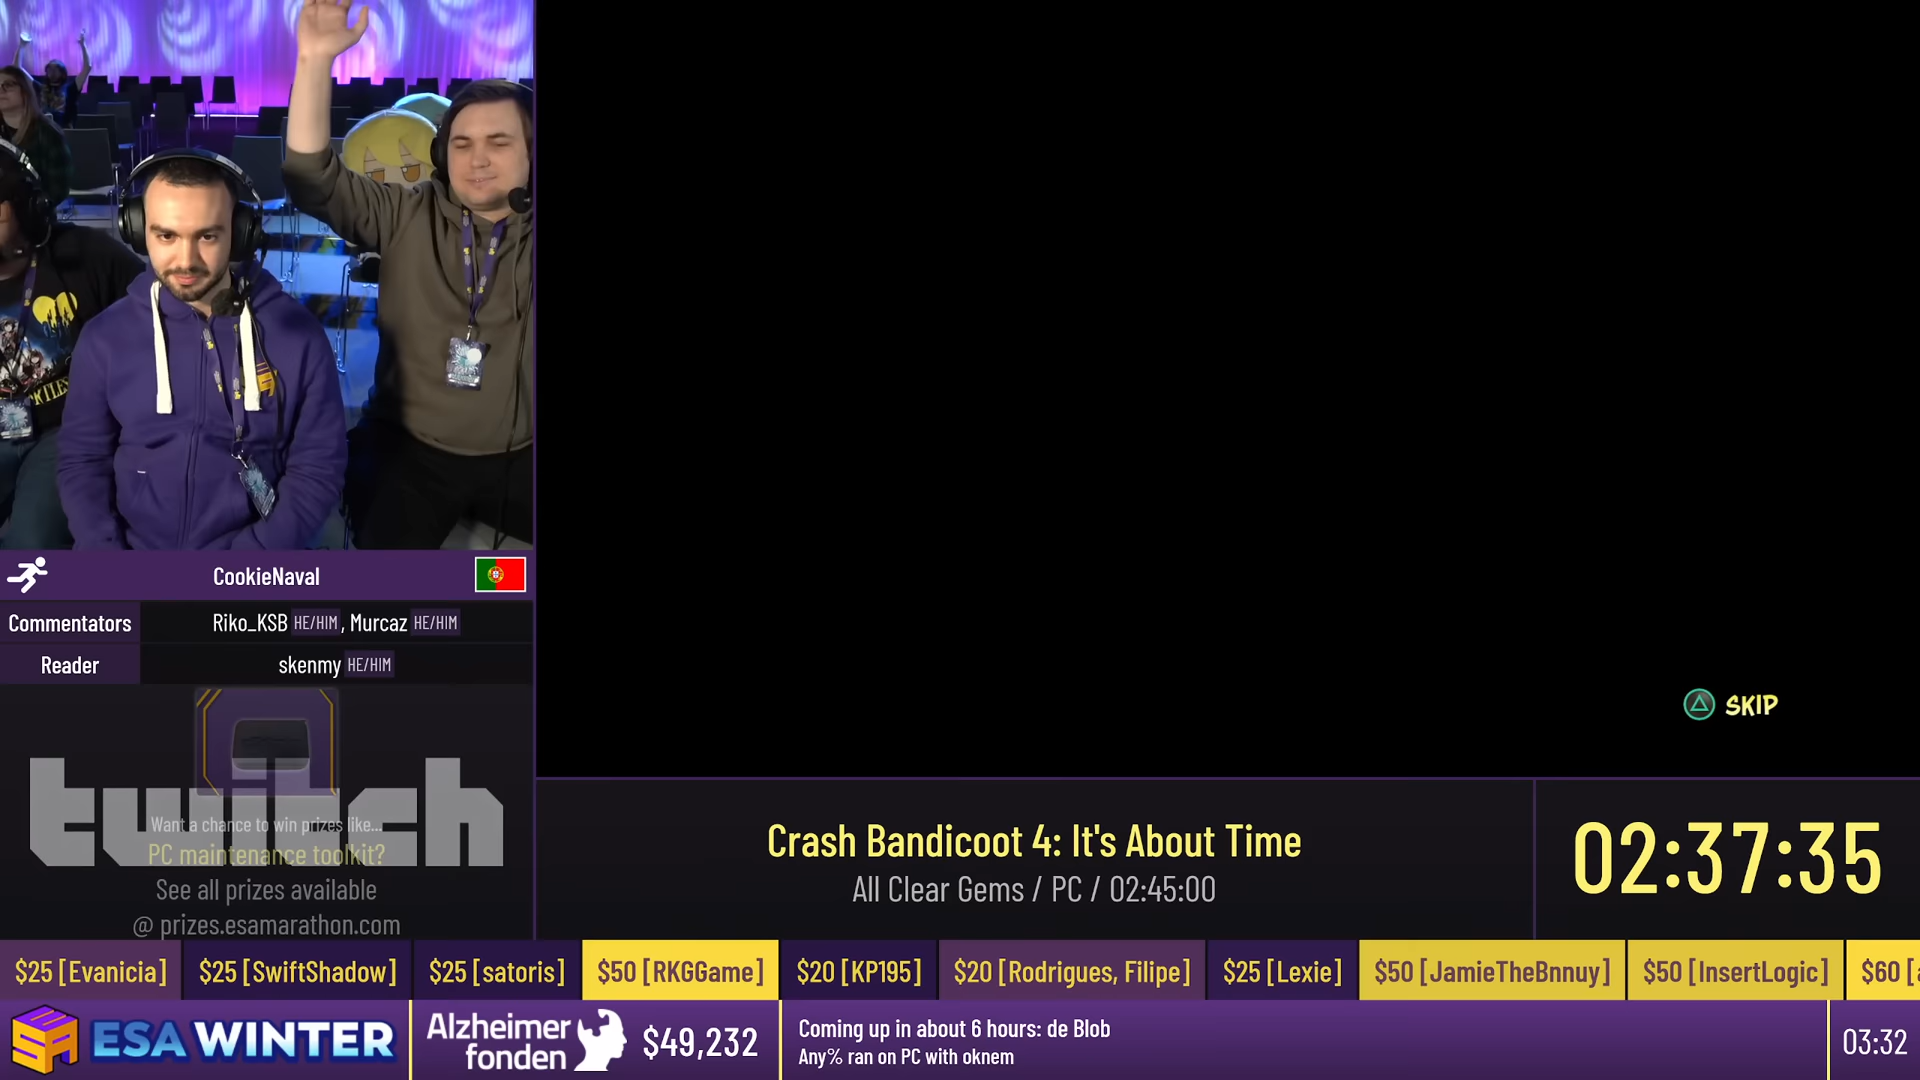 SKIP
CookieNaval
Commentators
Riko_KSB HE/HIM, Murcaz HE/HIM
Reader
skenmy HE/HIM
twitch
Want a chance to win prizes like...
PC maintenance toolkit?
See all prizes available
@ prizes.esamarathon.com
Crash Bandicoot 4: It's About Time
All Clear Gems / PC / 02:45:00
02:37:35
$25 [Evanicia] $25 [SwiftShadow] $25 [satoris] $50 [RKGGame] $20 [KP195] $20 [Rodrigues, Filipe] $25 [Lexie] $50 [JamieTheBnnuy] $50 [InsertLogic] $60 [
ESA WINTER
Alzheimer
fonden
$49,232
Coming up in about 6 hours: de Blob
Any% ran on PC with oknem
03:32